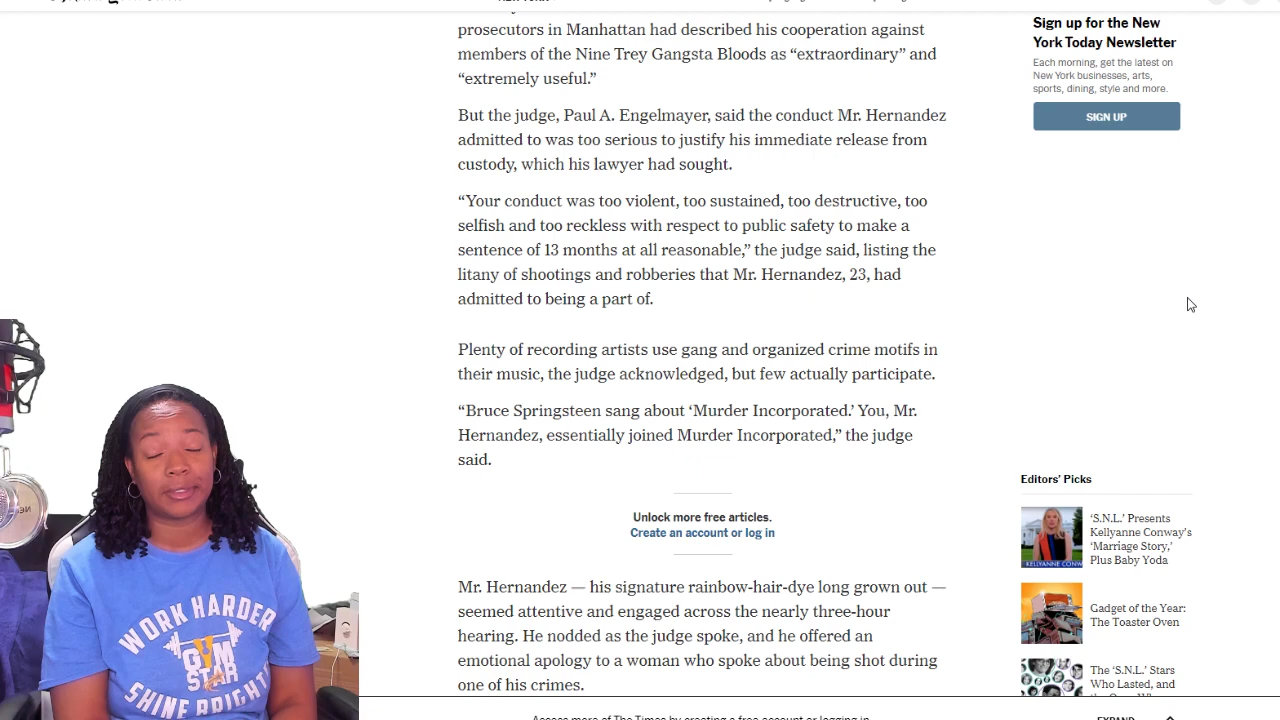 prosecutors in Manhattan had described his cooperation against
members of the Nine Trey Gangsta Bloods as “extraordinary” and
“extremely useful.”
But the judge, Paul A. Engelmayer, said the conduct Mr. Hernandez
admitted to was too serious to justify his immediate release from
custody, which his lawyer had sought.
“Your conduct was too violent, too sustained, too destructive, too
selfish and too reckless with respect to public safety to make a
sentence of 13 months at all reasonable,” the judge said, listing the
litany of shootings and robberies that Mr. Hernandez, 23, had
admitted to being a part of.
Plenty of recording artists use gang and organized crime motifs in
their music, the judge acknowledged, but few actually participate.
“Bruce Springsteen sang about ‘Murder Incorporated.’ You, Mr.
Hernandez, essentially joined Murder Incorporated,” the judge
said.
Unlock more free articles.
Create an account or log in
Mr. Hernandez — his signature rainbow-hair-dye long grown out —
seemed attentive and engaged across the nearly three-hour
hearing. He nodded as the judge spoke, and he offered an
emotional apology to a woman who spoke about being shot during
one of his crimes.
Sign up for the New
York Today Newsletter
Each morning, get the latest on
New York businesses, arts,
sports, dining, style and more.
SIGN UP
Editors’ Picks
‘S.N.L.’ Presents
Kellyanne Conway’s
‘Marriage Story,’
Plus Baby Yoda
KELLYANNE CONW
Gadget of the Year:
The Toaster Oven
The ‘S.N.L.’ Stars
Who Lasted, and
Access more of The Times by creating a free account or logging in
EXPAND
WORK HARDER
GYM
STAR
SHINE BRIGHT